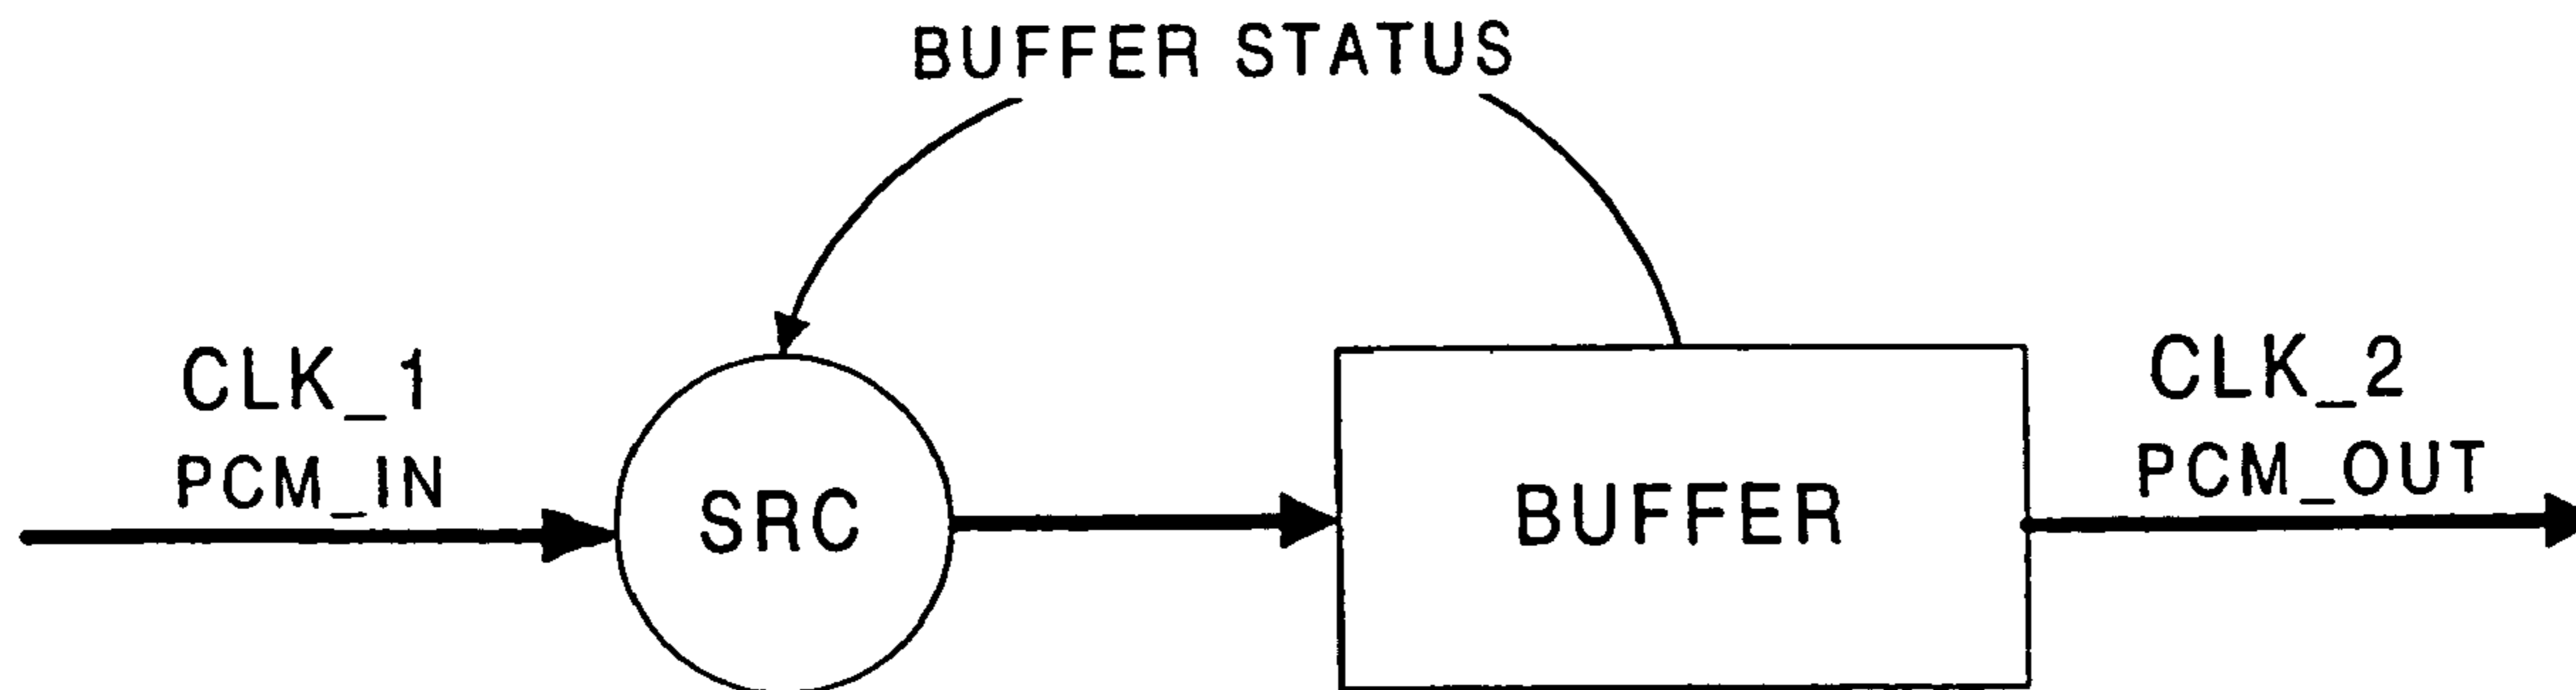 BUFFER STATUS
CLK_1
PCM_IN
SRC
BUFFER
CLK_2
PCM_OUT